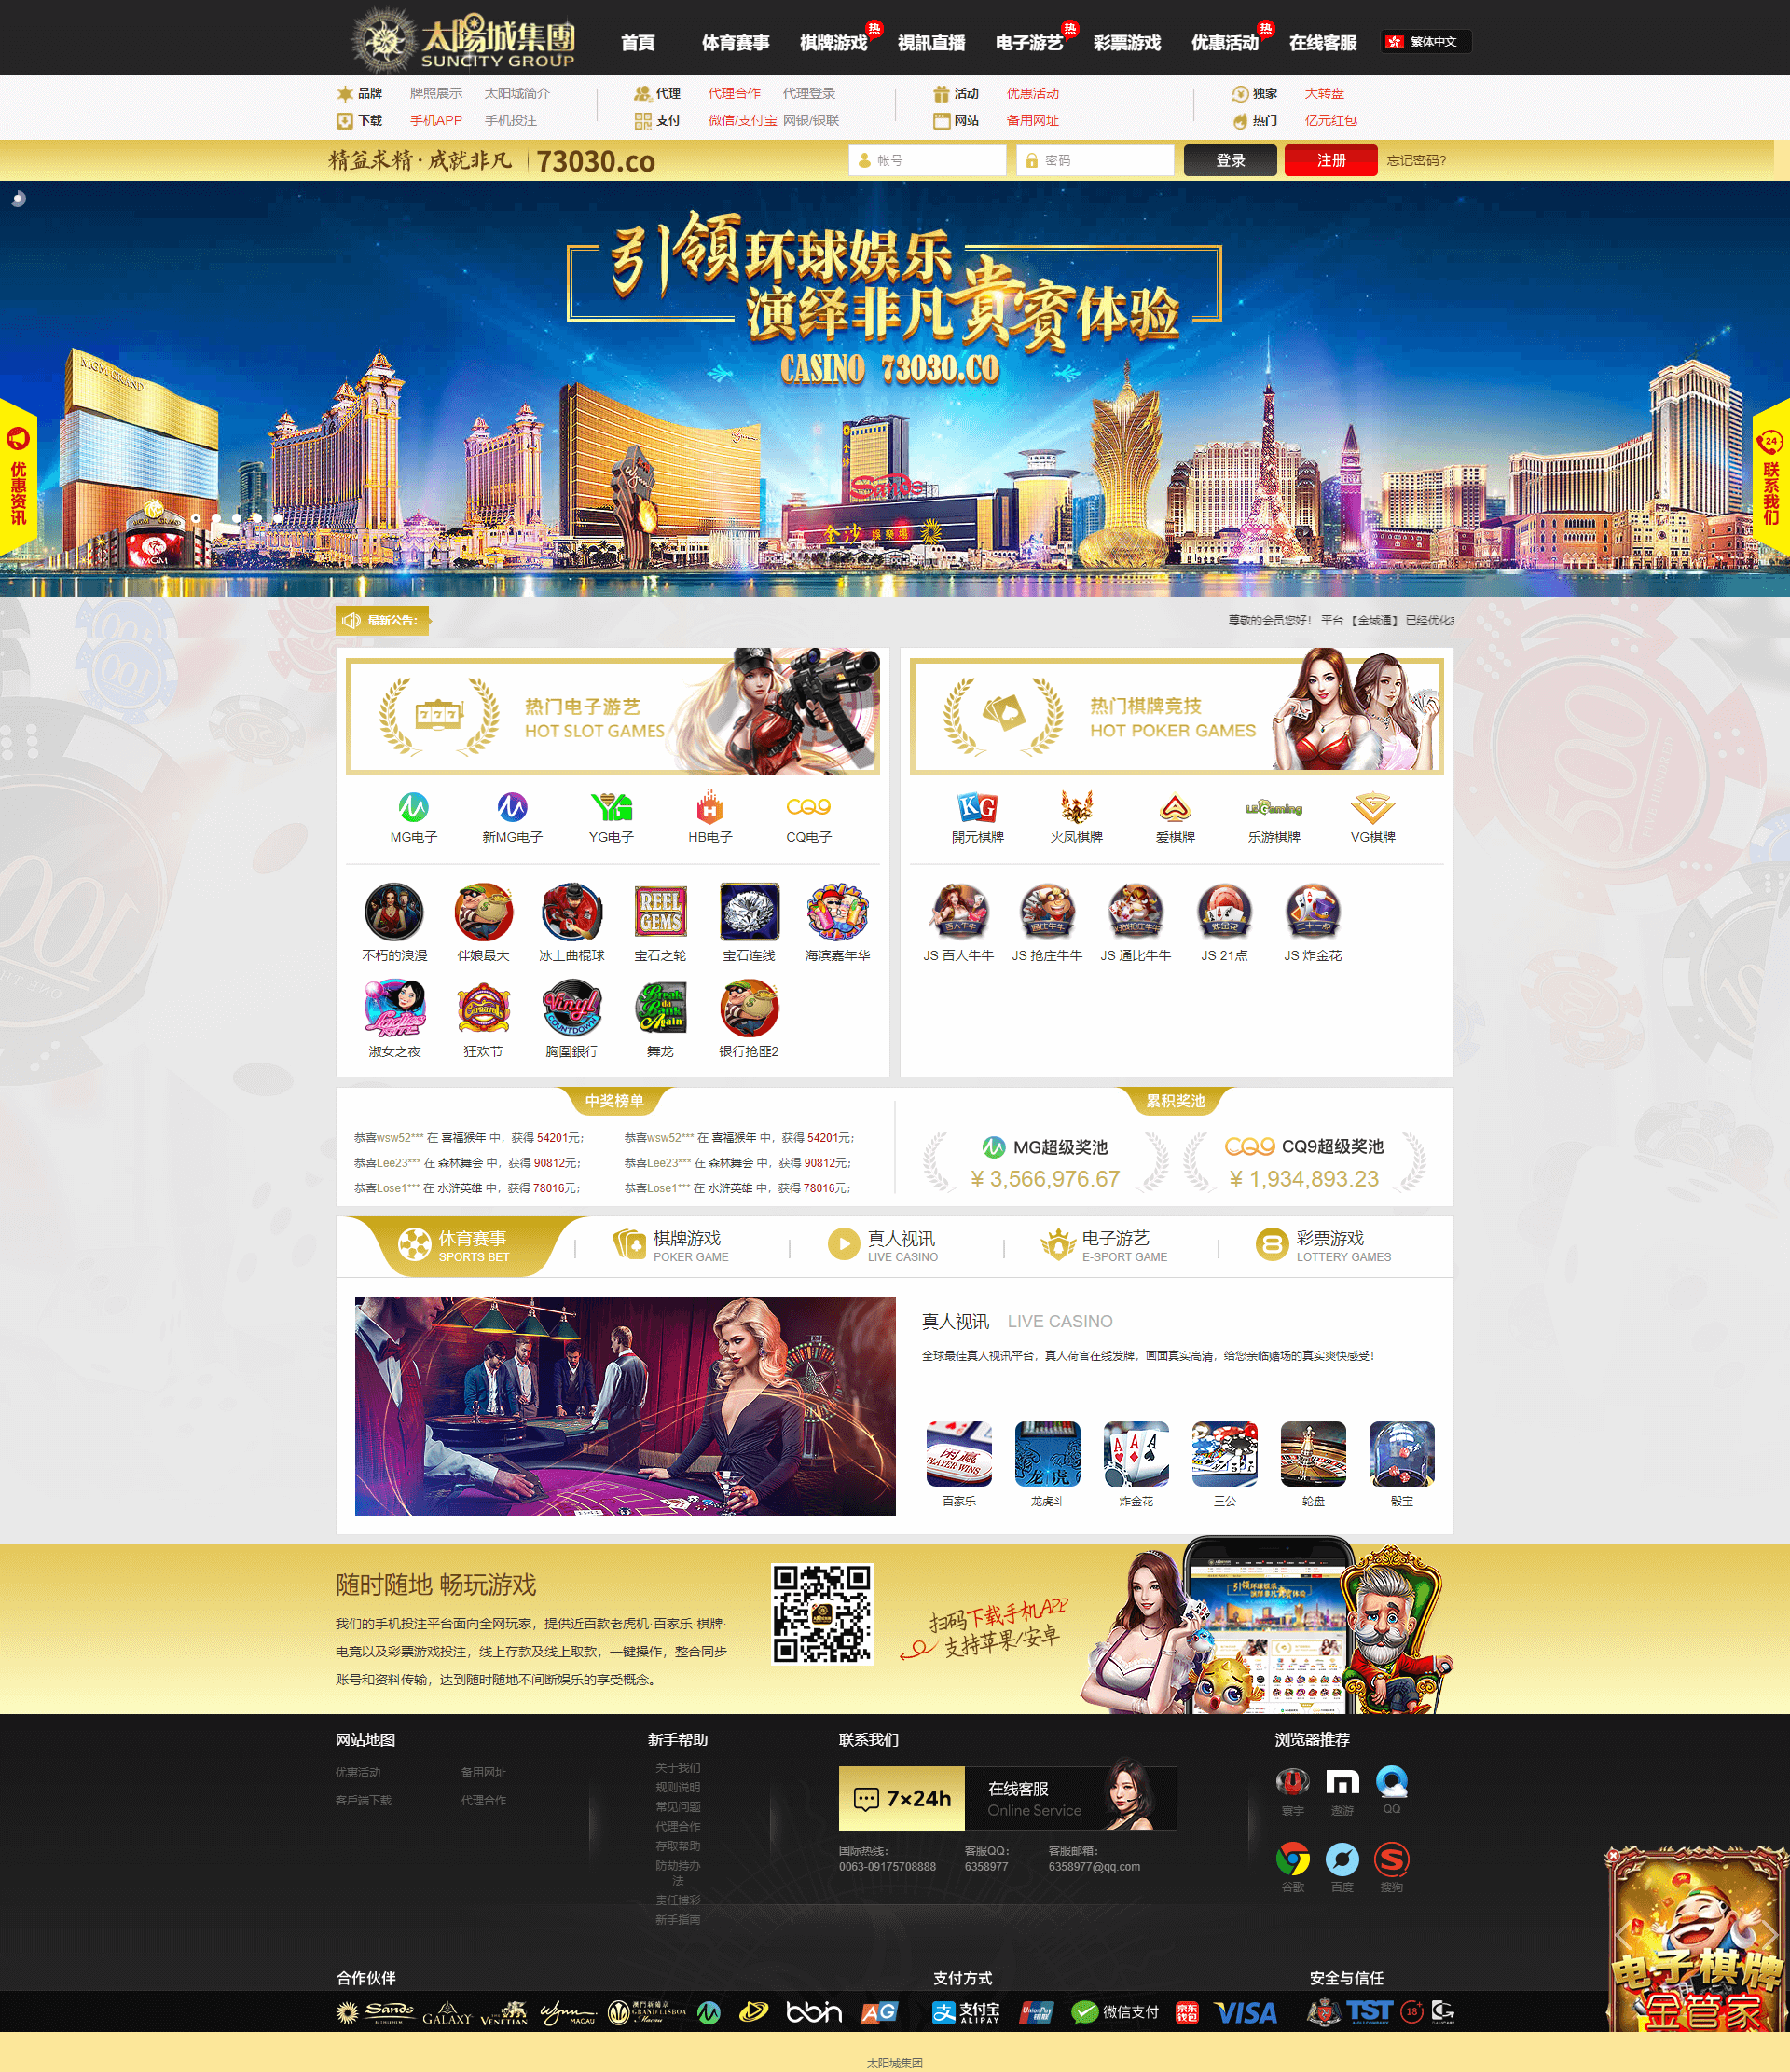 太陽城集團
SUNCITY GROUP
首頁 体育赛事 棋牌游戏 热 視訊直播 电子游艺 热 彩票游戏 优惠活动 热 在线客服 繁体中文
品牌 牌照展示 太阳城简介 代理 代理合作 代理登录 活动 优惠活动 独家 大转盘
下载 手机APP 手机投注 支付 微信/支付宝 网银/银联 网站 备用网址 热门 亿元红包
精益求精·成就非凡 73030.co 帐号 密码 登录 注册 忘记密码?
引领环球娱乐
演绎非凡貴賓体验
CASINO 73030.CO
MGM GRAND
Sands
金沙
娱樂場
MGM GRAND
MGM
优惠资讯
24
联系我们
最新公告：
尊敬的会员您好！ 平台 【金城通】 已经优化
热门电子游艺
HOT SLOT GAMES
热门棋牌竞技
HOT POKER GAMES
MG电子 新MG电子 YG电子 HB电子 CQ电子
開元棋牌 火凤棋牌 爱棋牌 乐游棋牌 VG棋牌
不朽的浪漫 伴娘最大 冰上曲棍球 宝石之轮 宝石连线 海滨嘉年华
JS 百人牛牛 JS 抢庄牛牛 JS 通比牛牛 JS 21点 JS 炸金花
淑女之夜 狂欢节 胸圍銀行 舞龙 银行抢匪2
中奖榜单
累积奖池
恭喜wsw52*** 在 喜福猴年 中，获得 54201元；
恭喜wsw52*** 在 喜福猴年 中，获得 54201元；
恭喜Lee23*** 在 森林舞会 中，获得 90812元；
恭喜Lee23*** 在 森林舞会 中，获得 90812元；
恭喜Lose1*** 在 水浒英雄 中，获得 78016元；
恭喜Lose1*** 在 水浒英雄 中，获得 78016元；
MG超级奖池
¥ 3,566,976.67
CQ9超级奖池
¥ 1,934,893.23
体育赛事
SPORTS BET
棋牌游戏
POKER GAME
真人视讯
LIVE CASINO
电子游艺
E-SPORT GAME
彩票游戏
LOTTERY GAMES
真人视讯 LIVE CASINO
全球最佳真人视讯平台，真人荷官在线发牌，画面真实高清，给您亲临赌场的真实爽快感受！
百家乐 龙虎斗 炸金花 三公 轮盘 骰宝
随时随地 畅玩游戏
我们的手机投注平台面向全网玩家，提供近百款老虎机·百家乐·棋牌·
电竞以及彩票游戏投注，线上存款及线上取款，一键操作，整合同步
账号和资料传输，达到随时随地不间断娱乐的享受概念。
扫码下载手机APP
支持苹果/安卓
网站地图
优惠活动 备用网址
客戶端下载 代理合作
新手帮助
关于我们
规则说明
常见问题
代理合作
存取帮助
防劫持办
法
责任博彩
新手指南
联系我们
7×24h
在线客服
Online Service
国际热线：
0063-09175708888
客服QQ：
6358977
客服邮箱：
6358977@qq.com
浏览器推荐
寰宇 遨游 QQ
谷歌 百度 搜狗
电子棋牌
金管家
合作伙伴
Sands GALAXY VENETIAN Wynn MACAU GRAND LISBOA bbin AG
支付方式
支付宝 ALIPAY UnionPay 银联 微信支付 京东钱包 VISA
安全与信任
TST 18+
太阳城集团